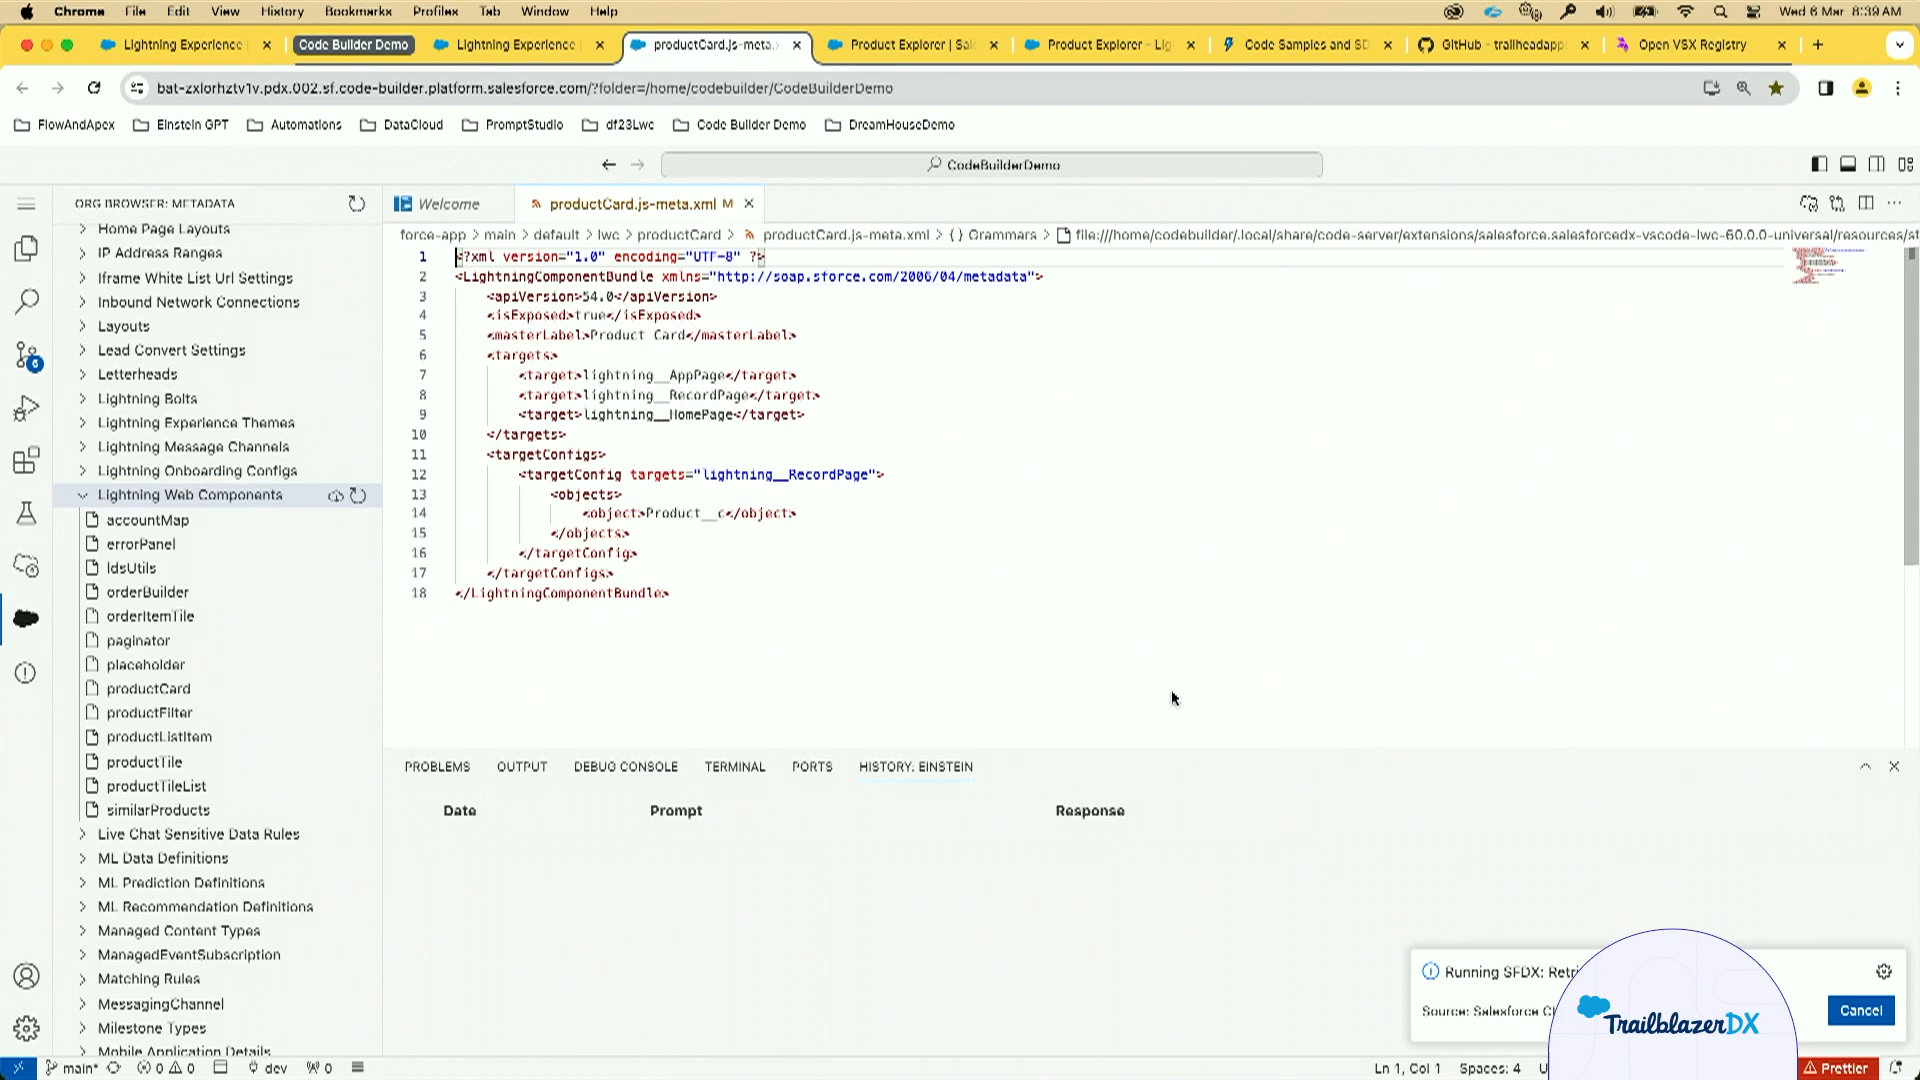 Chrome File Edit View History Bookmarks Profiles Tab Window Help Wed 6 Mar 8:39 AM
Lightning Experience Code Builder Demo Lightning Experience productCard.js-meta. Product Explorer | Sal Product Explorer - Lig Code Samples and SD GitHub - trailheadapp Open VSX Registry
bat-zxlorhztv1v.pdx.002.sf.code-builder.platform.salesforce.com/?folder=/home/codebuilder/CodeBuilderDemo
FlowAndApex Einstein GPT Automations DataCloud PromptStudio df23Lwc Code Builder Demo DreamHouseDemo
CodeBuilderDemo
ORG BROWSER: METADATA
Home Page Layouts
IP Address Ranges
Iframe White List Url Settings
Inbound Network Connections
Layouts
Lead Convert Settings
Letterheads
Lightning Bolts
Lightning Experience Themes
Lightning Message Channels
Lightning Onboarding Configs
Lightning Web Components
accountMap
errorPanel
ldsUtils
orderBuilder
orderItemTile
paginator
placeholder
productCard
productFilter
productListItem
productTile
productTileList
similarProducts
Live Chat Sensitive Data Rules
ML Data Definitions
ML Prediction Definitions
ML Recommendation Definitions
Managed Content Types
ManagedEventSubscription
Matching Rules
MessagingChannel
Milestone Types
Mobile Application Details
6
Welcome productCard.js-meta.xml M
force-app > main > default > lwc > productCard > productCard.js-meta.xml > {} Grammars > file:///home/codebuilder/.local/share/code-server/extensions/salesforce.salesforcedx-vscode-lwc-60.0.0-universal/resources/st
1 <?xml version="1.0" encoding="UTF-8" ?>
2 <LightningComponentBundle xmlns="http://soap.sforce.com/2006/04/metadata">
3 <apiVersion>54.0</apiVersion>
4 <isExposed>true</isExposed>
5 <masterLabel>Product Card</masterLabel>
6 <targets>
7 <target>lightning__AppPage</target>
8 <target>lightning__RecordPage</target>
9 <target>lightning__HomePage</target>
10 </targets>
11 <targetConfigs>
12 <targetConfig targets="lightning__RecordPage">
13 <objects>
14 <object>Product__c</object>
15 </objects>
16 </targetConfig>
17 </targetConfigs>
18 </LightningComponentBundle>
PROBLEMS OUTPUT DEBUG CONSOLE TERMINAL PORTS HISTORY: EINSTEIN
Date Prompt Response
Running SFDX: Retri
Source: Salesforce Cl
Cancel
TrailblazerDX
main* 0 0 dev 0 Ln 1, Col 1 Spaces: 4 U Prettier